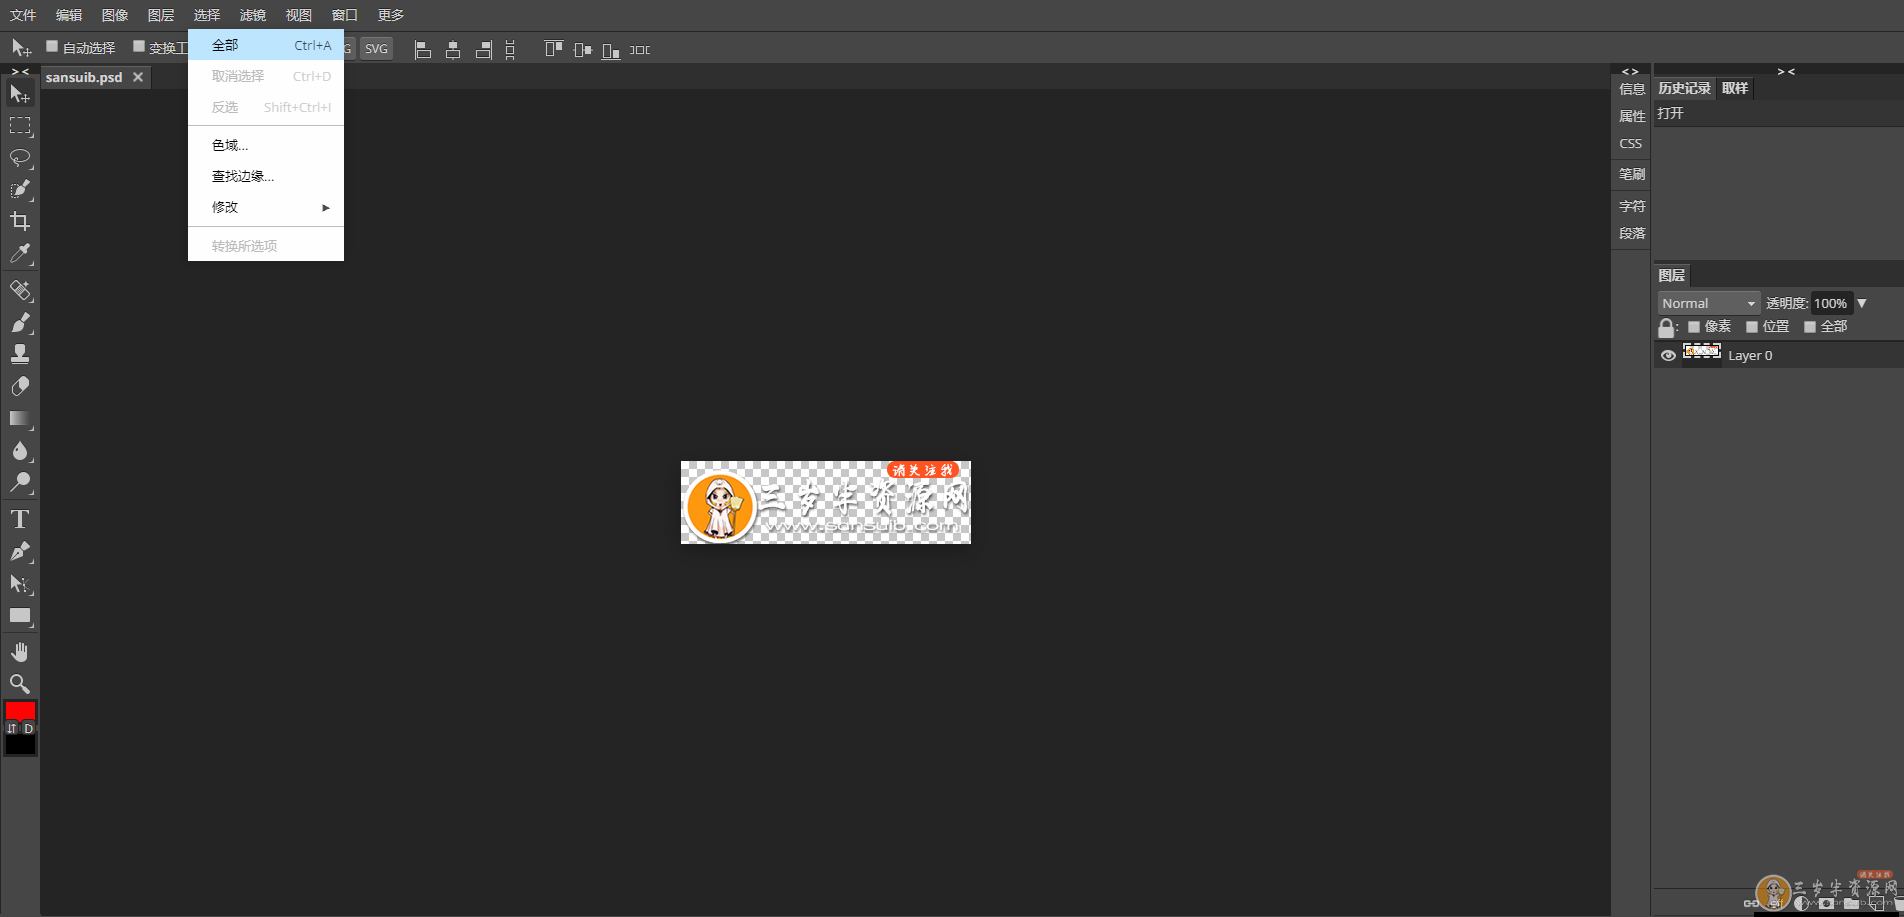 文件 编辑 图像 图层 选择 滤镜 视图 窗口 更多
自动选择 变换工 G SVG
sansuib.psd
全部 Ctrl+A
取消选择 Ctrl+D
反选 Shift+Ctrl+I
色域...
查找边缘...
修改
转换所选项
T
D
请关注我
三岁半资源网
www.sansuib.com
信息
属性
CSS
笔刷
字符
段落
历史记录 取样
打开
图层
Normal 透明度: 100%
: 像素 位置 全部
Layer 0
请关注我
三岁半资源网